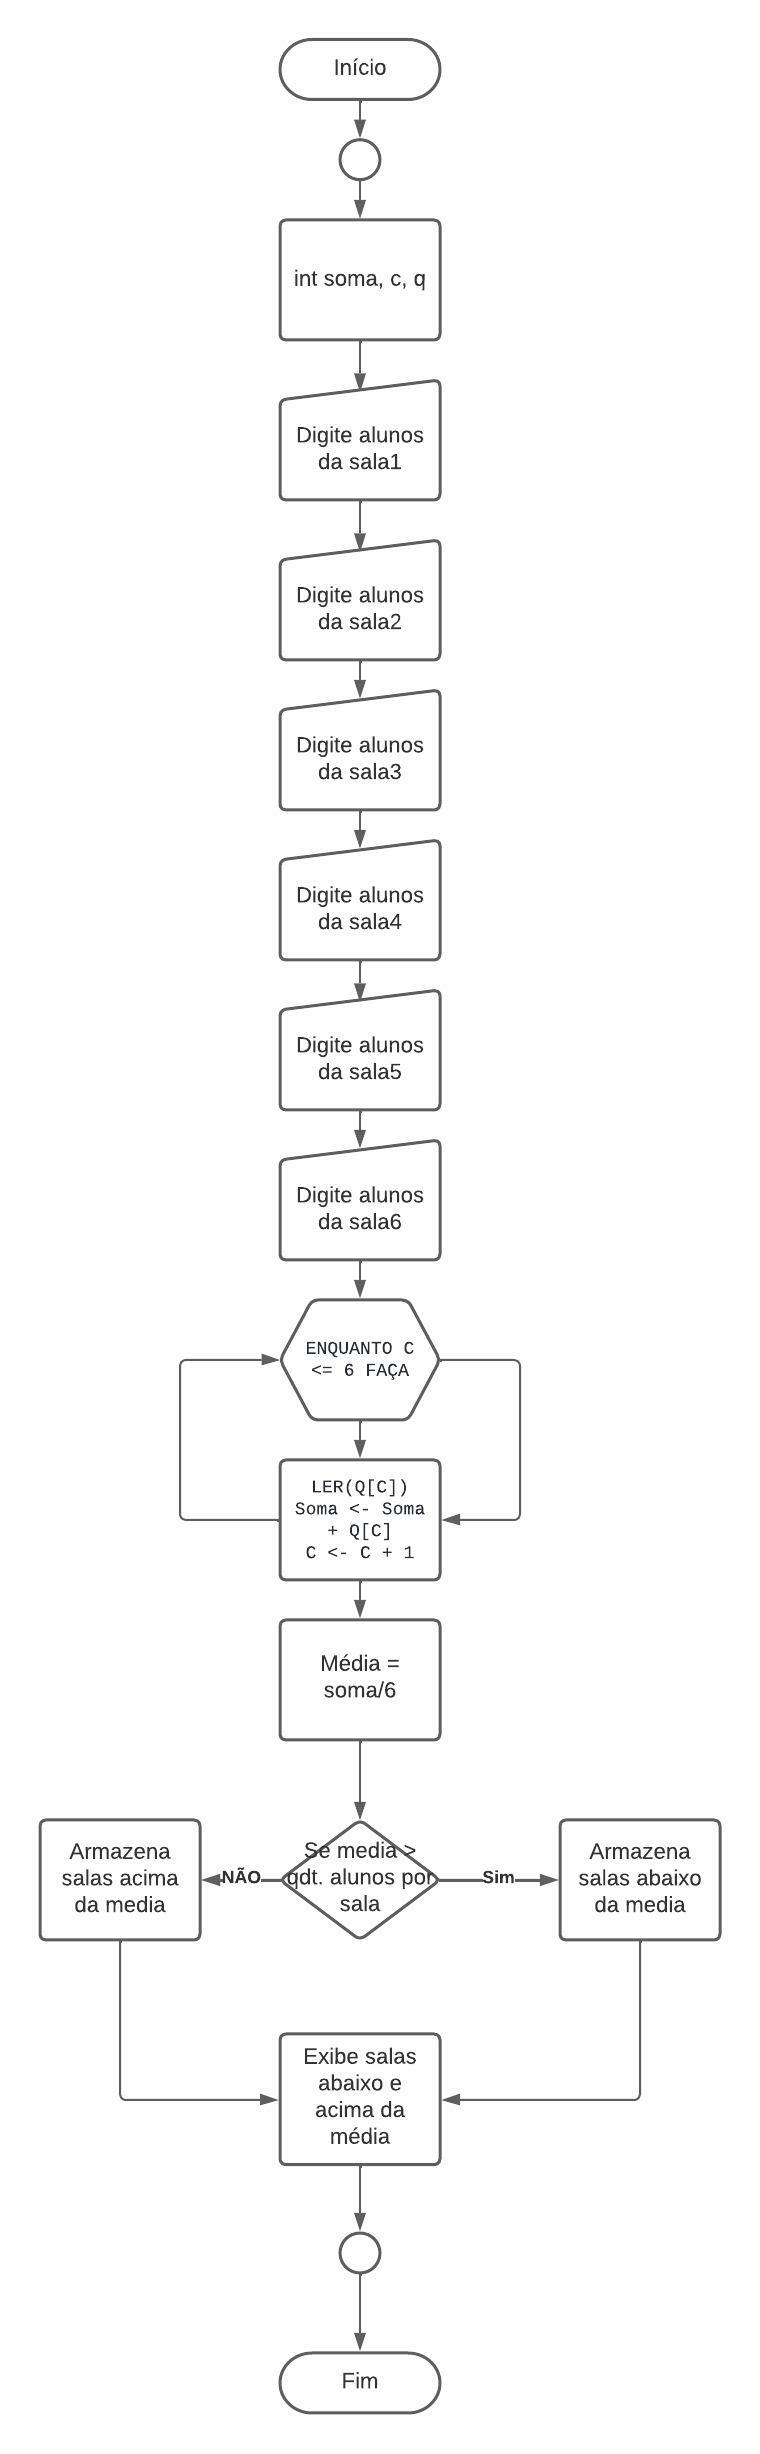 Início
int soma, c, q
Digite alunos
da sala1
Digite alunos
da sala2
Digite alunos
da sala3
Digite alunos
da sala4
Digite alunos
da sala5
Digite alunos
da sala6
ENQUANTO C
<= 6 FAÇA
LER(Q[C])
Soma <- Soma
+ Q[C]
C <- C + 1
Média =
soma/6
Armazena
salas acima
da media
NÃO
Se media >
qdt. alunos por
sala
Sim
Armazena
salas abaixo
da media
Exibe salas
abaixo e
acima da
média
Fim